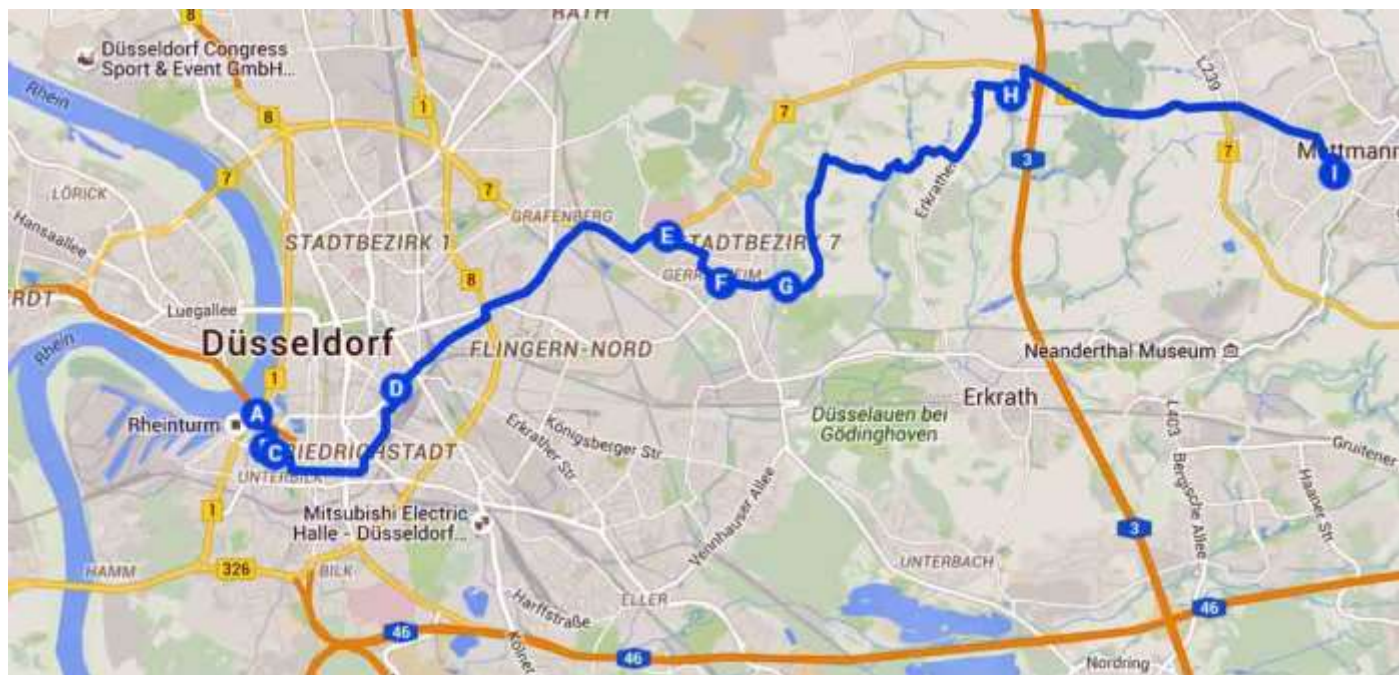 RATH
8
Düsseldorf Congress
Sport & Event GmbH...
Rhein
1
8
7
7
L239
H
3
Mettmann
7
I
LÖRICK
7
Hansaallee
STADTBEZIRK 1
GRAFENBERG
E
STADTBEZIRK 7
F
G
8
Luegallee
Düsseldorf
FLINGERN-NORD
Rhein
1
D
Neanderthal Museum
Erkrath
A
Rheinturm
C
FRIEDRICHSTADT
Düsselauen bei
Gödinghoven
Königsberger Str
Erkrather Str
L403
Gruitener
Bergische Allee
Haaner Str
1
Mitsubishi Electric
Halle - Düsseldorf...
Vennhauser Allee
3
HAMM
326
BILK
UNTERBACH
ELLER
Harffstraße
46
46
46
Kölner
Nordring